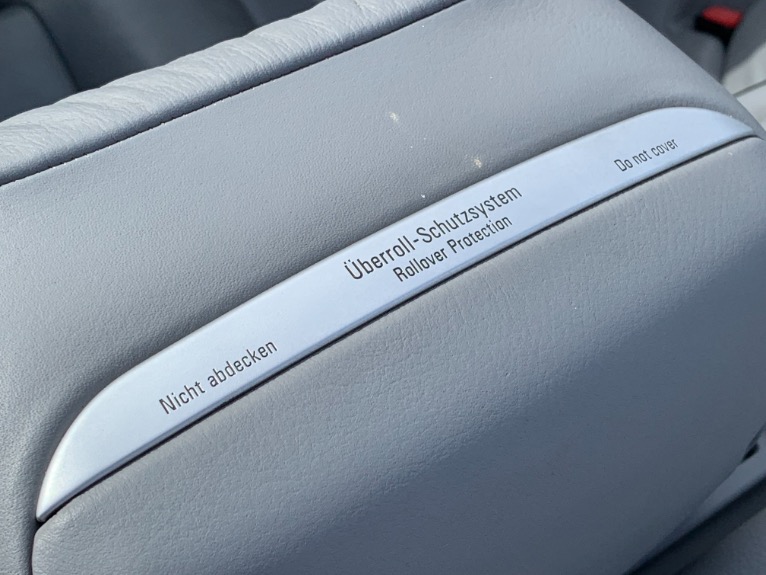 Nicht abdecken
Überroll-Schutzsystem
Rollover Protection
Do not cover